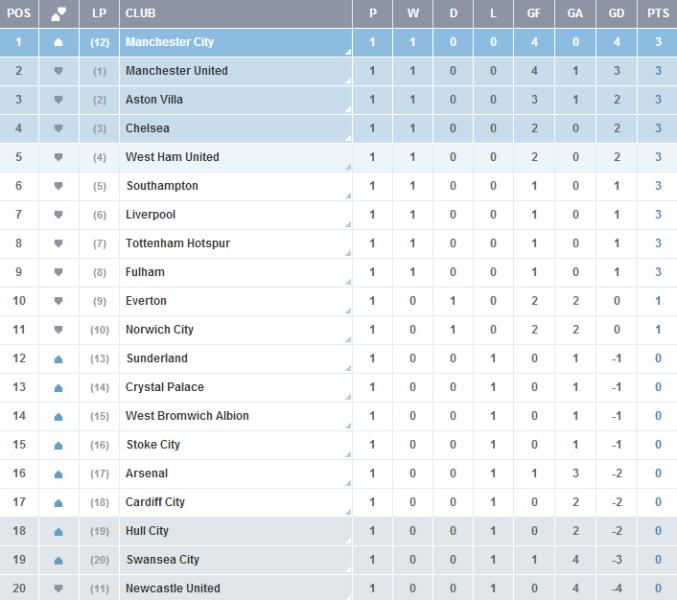 POS LP CLUB P W D L GF GA GD PTS
1 (12) Manchester City 1 1 0 0 4 0 4 3
2 (1) Manchester United 1 1 0 0 4 1 3 3
3 (2) Aston Villa 1 1 0 0 3 1 2 3
4 (3) Chelsea 1 1 0 0 2 0 2 3
5 (4) West Ham United 1 1 0 0 2 0 2 3
6 (5) Southampton 1 1 0 0 1 0 1 3
7 (6) Liverpool 1 1 0 0 1 0 1 3
8 (7) Tottenham Hotspur 1 1 0 0 1 0 1 3
9 (8) Fulham 1 1 0 0 1 0 1 3
10 (9) Everton 1 0 1 0 2 2 0 1
11 (10) Norwich City 1 0 1 0 2 2 0 1
12 (13) Sunderland 1 0 0 1 0 1 -1 0
13 (14) Crystal Palace 1 0 0 1 0 1 -1 0
14 (15) West Bromwich Albion 1 0 0 1 0 1 -1 0
15 (16) Stoke City 1 0 0 1 0 1 -1 0
16 (17) Arsenal 1 0 0 1 1 3 -2 0
17 (18) Cardiff City 1 0 0 1 0 2 -2 0
18 (19) Hull City 1 0 0 1 0 2 -2 0
19 (20) Swansea City 1 0 0 1 1 4 -3 0
20 (11) Newcastle United 1 0 0 1 0 4 -4 0